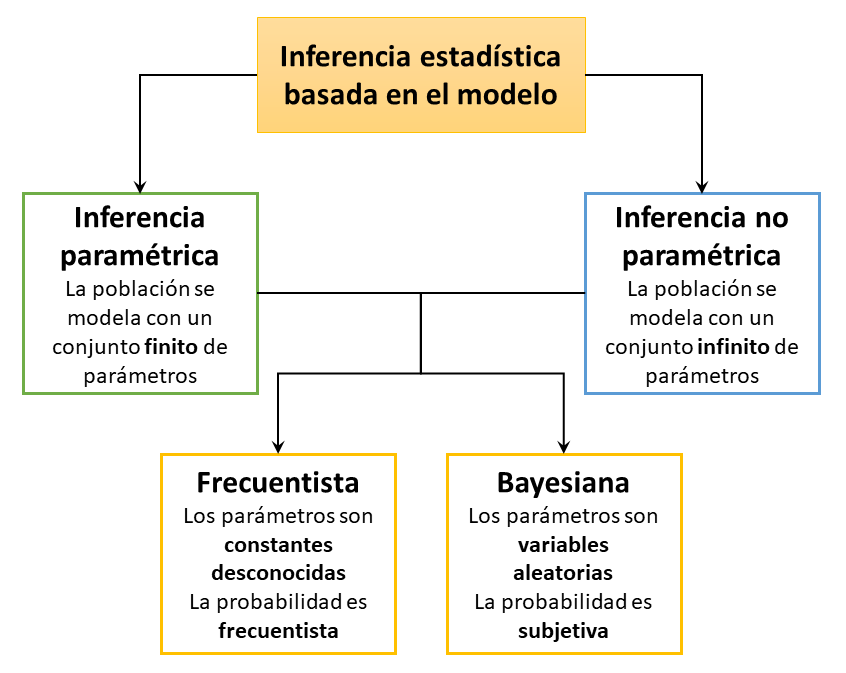 Inferencia estadística
basada en el modelo
Inferencia
paramétrica
La población se
modela con un
conjunto finito de
parámetros
Inferencia no
paramétrica
La población se
modela con un
conjunto infinito de
parámetros
Frecuentista
Los parámetros son
constantes
desconocidas
La probabilidad es
frecuentista
Bayesiana
Los parámetros son
variables
aleatorias
La probabilidad es
subjetiva